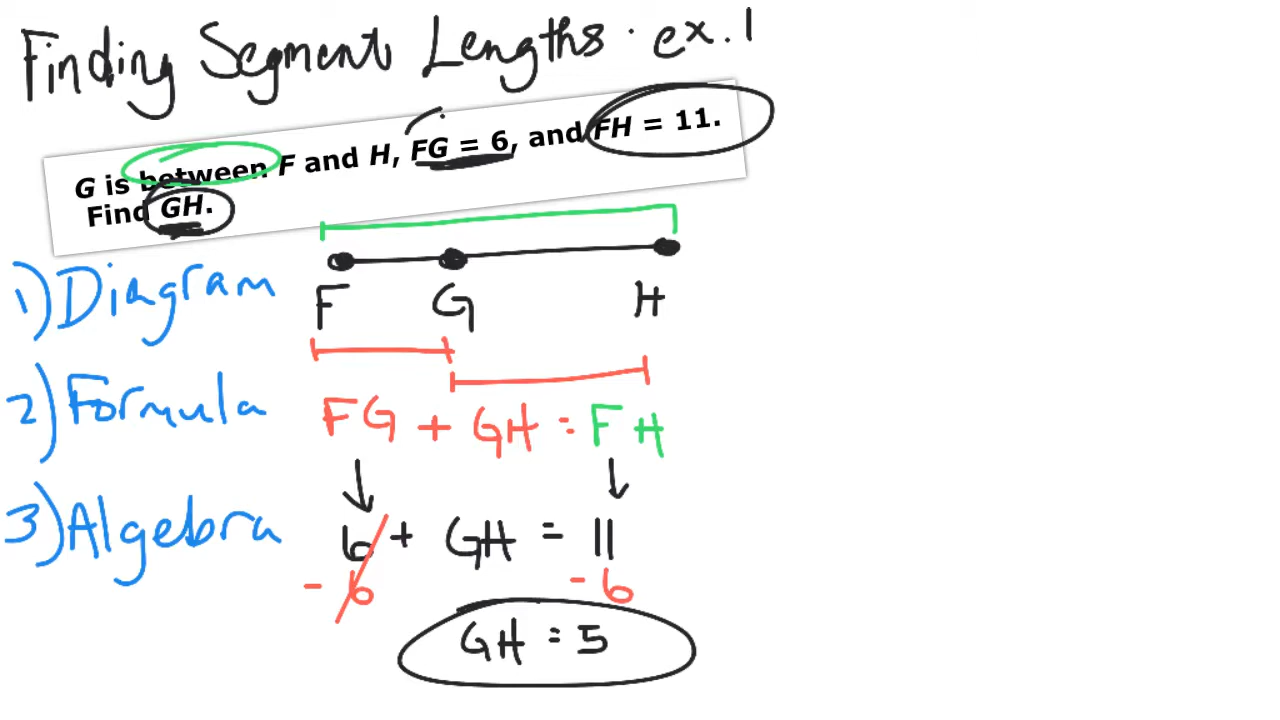 Finding Segment Lengths · ex. 1
G is between F and H, FG = 6, and FH = 11.
Find GH.
1) Diagram
F G H
2) Formula
FG + GH = FH
3) Algebra
6 + GH = 11
- 6 - 6
GH = 5